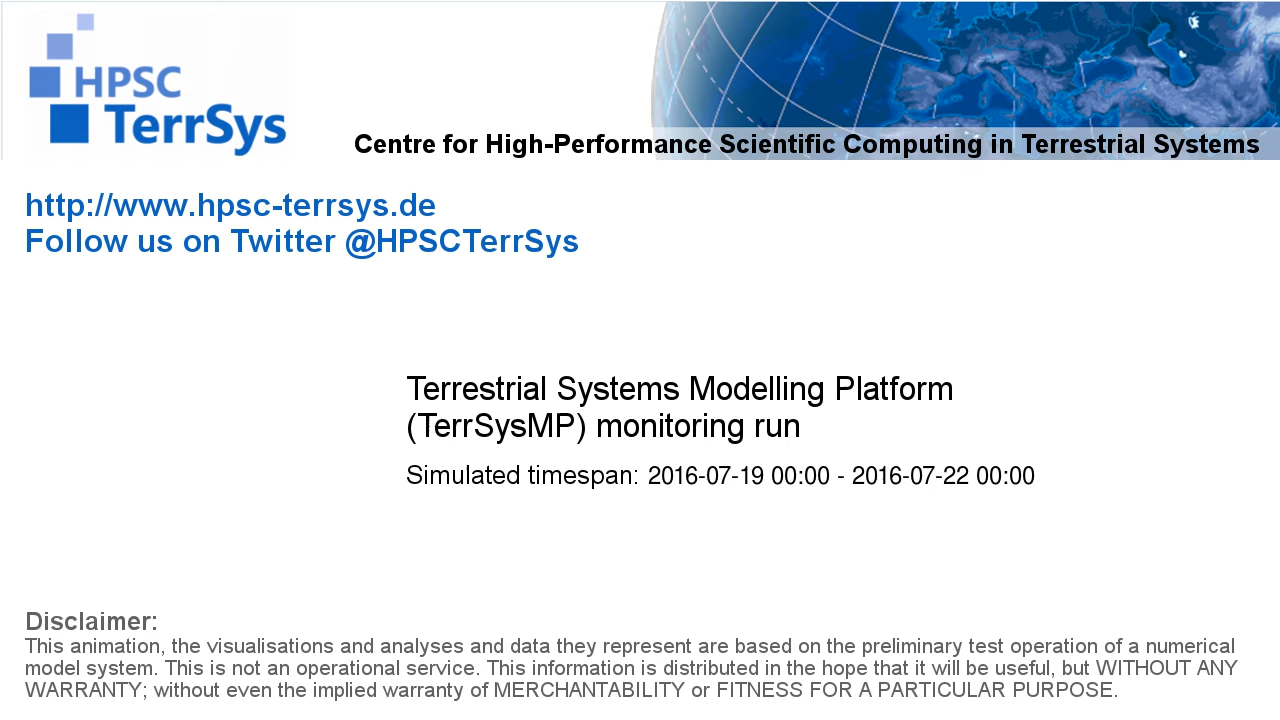 HPSC
TerrSys
Centre for High-Performance Scientific Computing in Terrestrial Systems
http://www.hpsc-terrsys.de
Follow us on Twitter @HPSCTerrSys
Terrestrial Systems Modelling Platform
(TerrSysMP) monitoring run
Simulated timespan: 2016-07-19 00:00 - 2016-07-22 00:00
Disclaimer:
This animation, the visualisations and analyses and data they represent are based on the preliminary test operation of a numerical
model system. This is not an operational service. This information is distributed in the hope that it will be useful, but WITHOUT ANY
WARRANTY; without even the implied warranty of MERCHANTABILITY or FITNESS FOR A PARTICULAR PURPOSE.